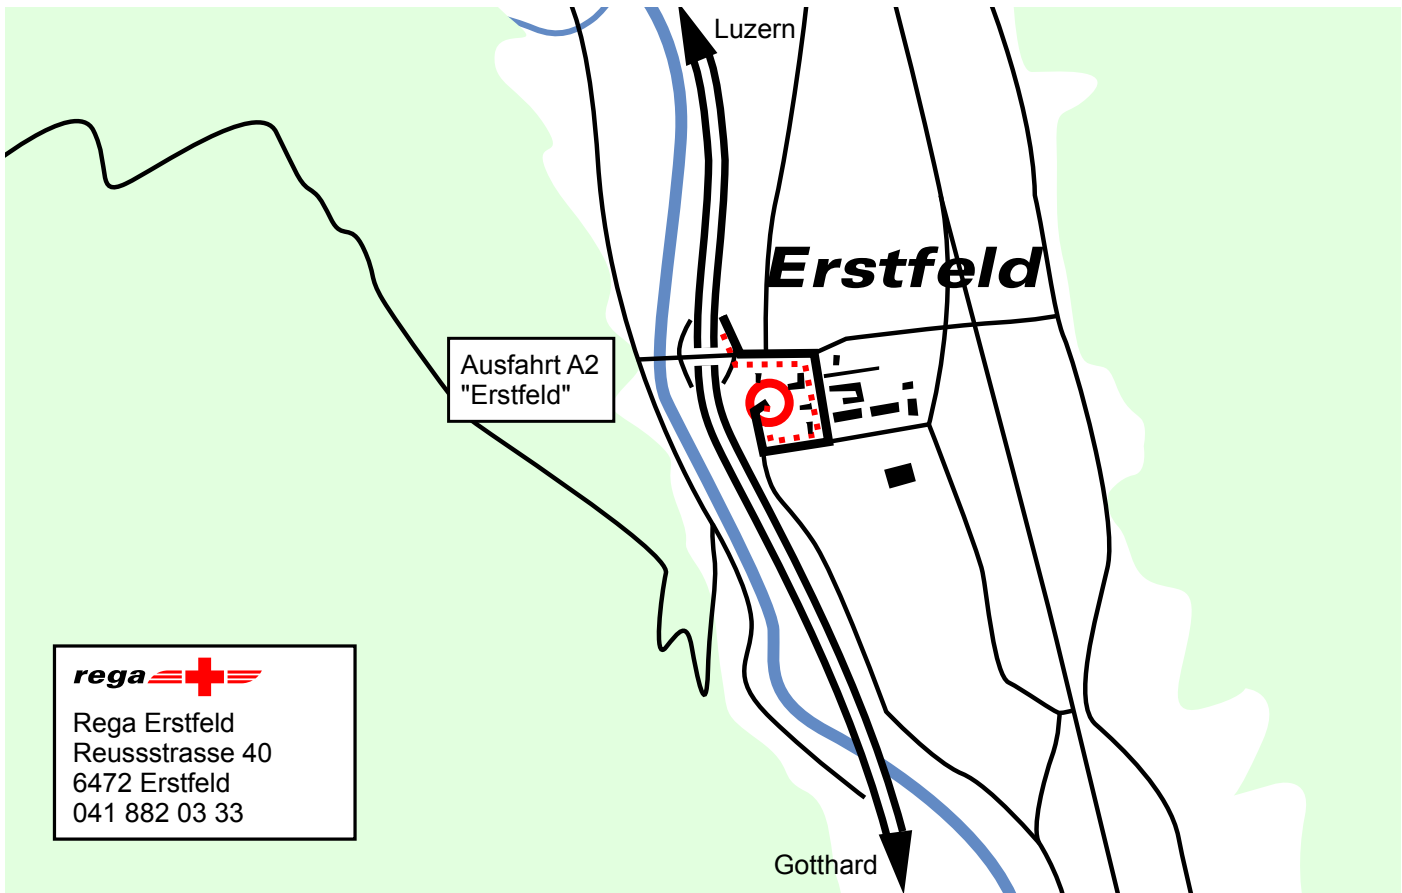 Luzern
Erstfeld
Ausfahrt A2
"Erstfeld"
rega
Rega Erstfeld
Reussstrasse 40
6472 Erstfeld
041 882 03 33
Gotthard